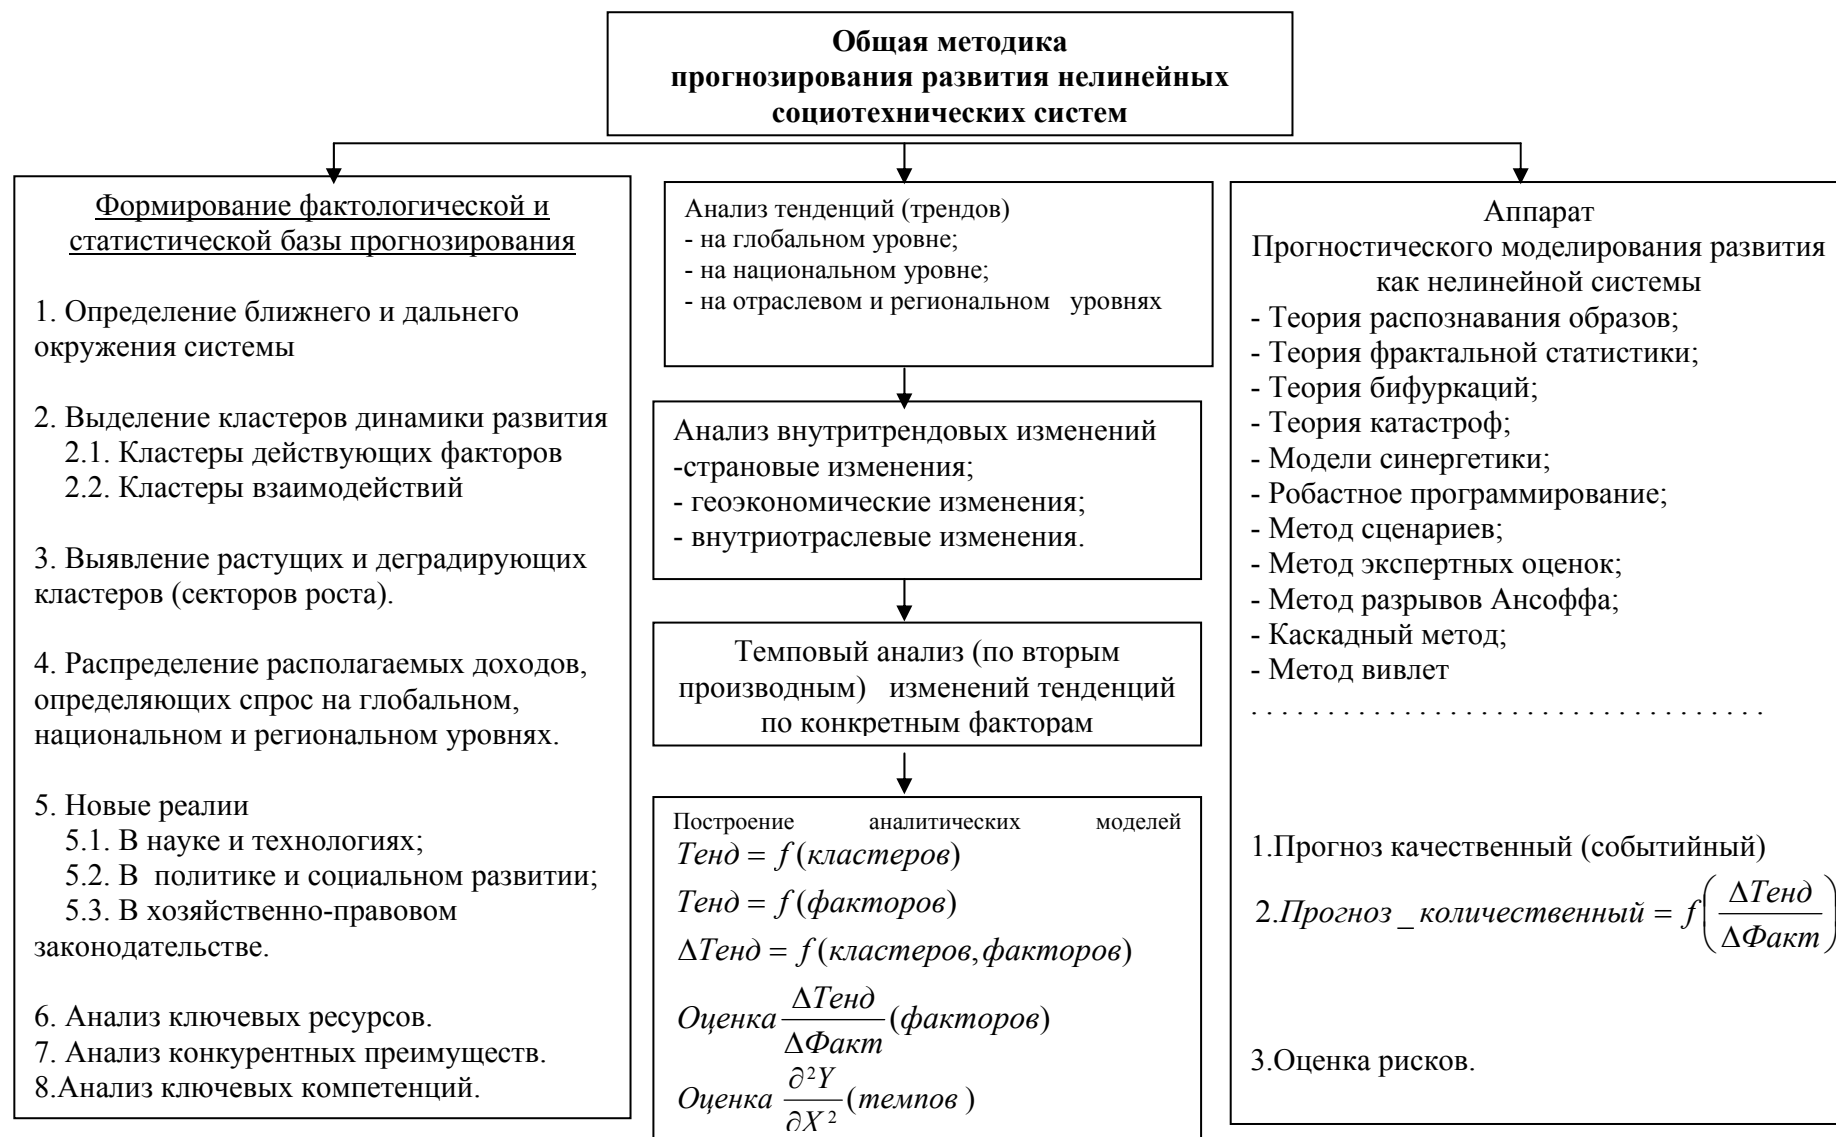 Общая методика
прогнозирования развития нелинейных
социотехнических систем
Формирование фактологической и
статистической базы прогнозирования
1. Определение ближнего и дальнего
окружения системы
2. Выделение кластеров динамики развития
2.1. Кластеры действующих факторов
2.2. Кластеры взаимодействий
3. Выявление растущих и деградирующих
кластеров (секторов роста).
4. Распределение располагаемых доходов,
определяющих спрос на глобальном,
национальном и региональном уровнях.
5. Новые реалии
5.1. В науке и технологиях;
5.2. В политике и социальном развитии;
5.3. В хозяйственно-правовом
законодательстве.
6. Анализ ключевых ресурсов.
7. Анализ конкурентных преимуществ.
8.Анализ ключевых компетенций.
Анализ тенденций (трендов)
- на глобальном уровне;
- на национальном уровне;
- на отраслевом и региональном уровнях
Анализ внутритрендовых изменений
-страновые изменения;
- геоэкономические изменения;
- внутриотраслевые изменения.
Темповый анализ (по вторым
производным) изменений тенденций
по конкретным факторам
Построение аналитических моделей
Тенд = f(кластеров)
Тенд = f(факторов)
ΔТенд = f(кластеров,факторов)
Оценка ΔТенд/ΔФакт (факторов)
Оценка ∂²Y/∂X² (темпов )
Аппарат
Прогностического моделирования развития
как нелинейной системы
- Теория распознавания образов;
- Теория фрактальной статистики;
- Теория бифуркаций;
- Теория катастроф;
- Модели синергетики;
- Робастное программирование;
- Метод сценариев;
- Метод экспертных оценок;
- Метод разрывов Ансоффа;
- Каскадный метод;
- Метод вивлет
. . . . . . . . . . . . . . . . . . . . . . . . . . . . . . . . . .
1.Прогноз качественный (событийный)
2.Прогноз_количественный = f(ΔТенд/ΔФакт)
3.Оценка рисков.